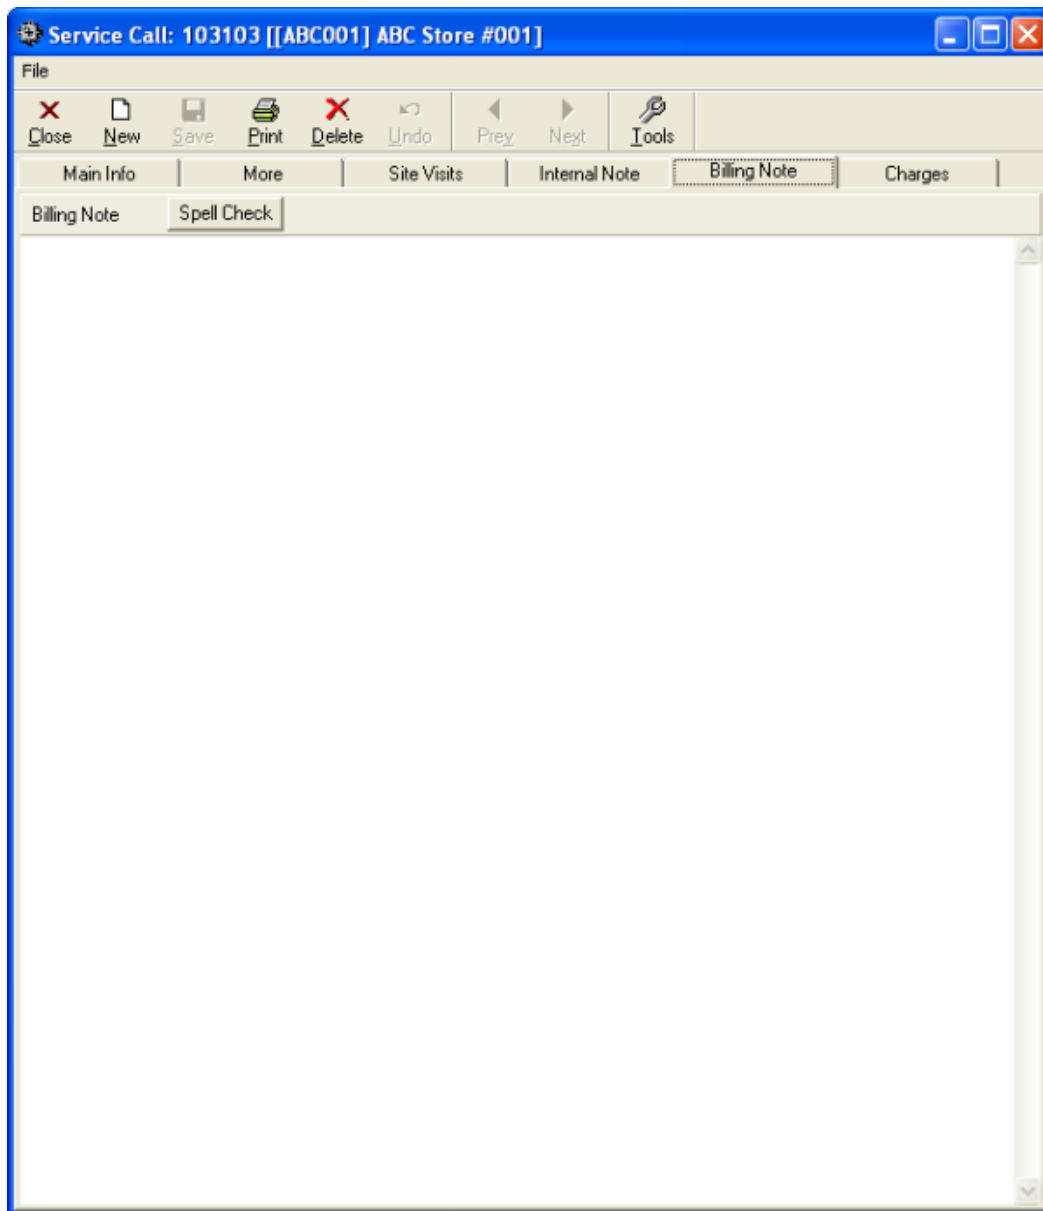 Service Call: 103103 [[ABC001] ABC Store #001]
File
Close New Save Print Delete Undo Prev Next Tools
Main Info More Site Visits Internal Note Billing Note Charges
Billing Note Spell Check